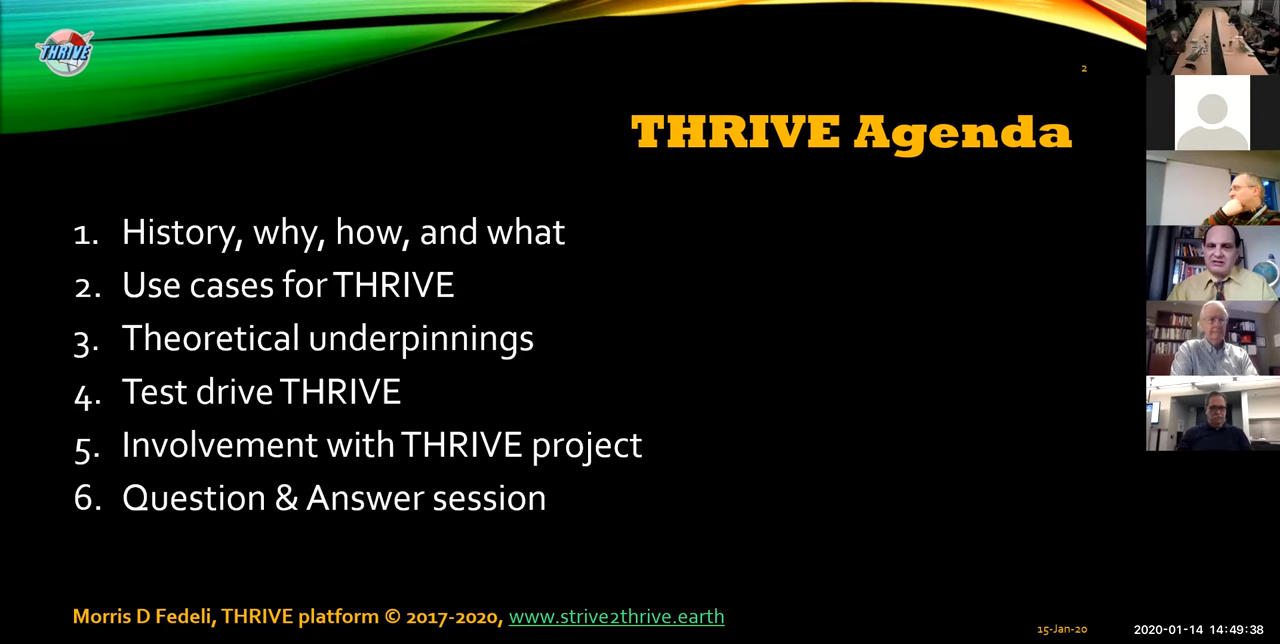 THRIVE
2
THRIVE Agenda
1. History, why, how, and what
2. Use cases for THRIVE
3. Theoretical underpinnings
4. Test drive THRIVE
5. Involvement with THRIVE project
6. Question & Answer session
Morris D Fedeli, THRIVE platform © 2017-2020, www.strive2thrive.earth
15-Jan-20
2020-01-14 14:49:38